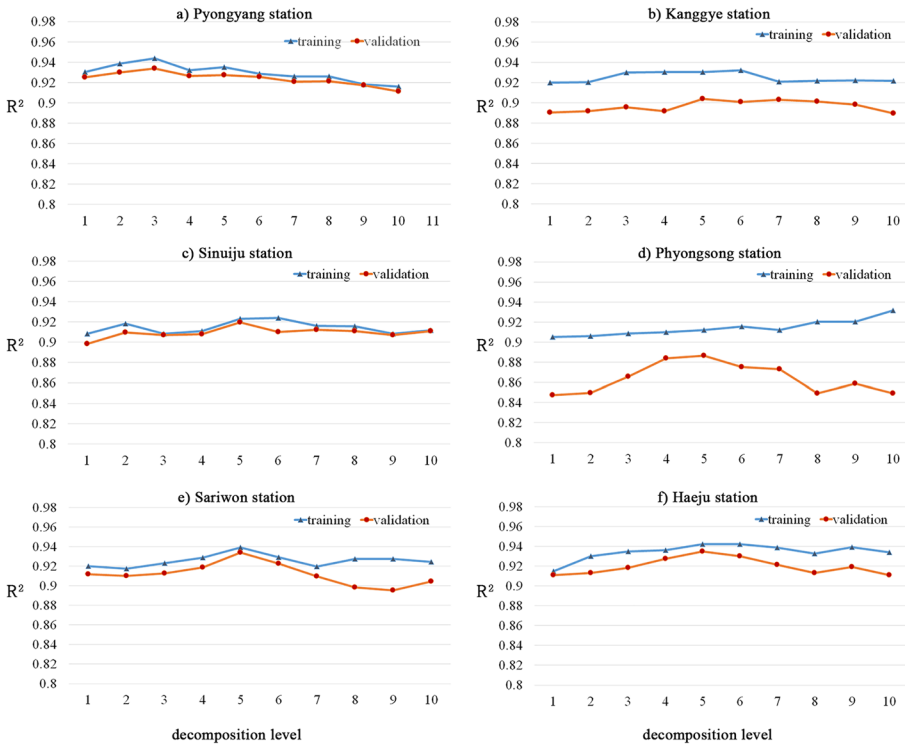 a) Pyongyang station
training validation
0.98
0.96
0.94
0.92
0.9
0.88
0.86
0.84
0.82
0.8
R²
1 2 3 4 5 6 7 8 9 10 11
b) Kanggye station
training validation
0.98
0.96
0.94
0.92
0.9
0.88
0.86
0.84
0.82
0.8
R²
1 2 3 4 5 6 7 8 9 10
c) Sinuiju station
training validation
0.98
0.96
0.94
0.92
0.9
0.88
0.86
0.84
0.82
0.8
R²
1 2 3 4 5 6 7 8 9 10
d) Phyongsong station
training validation
0.98
0.96
0.94
0.92
0.9
0.88
0.86
0.84
0.82
0.8
R²
1 2 3 4 5 6 7 8 9 10
e) Sariwon station
training validation
0.98
0.96
0.94
0.92
0.9
0.88
0.86
0.84
0.82
0.8
R²
1 2 3 4 5 6 7 8 9 10
decomposition level
f) Haeju station
training validation
0.98
0.96
0.94
0.92
0.9
0.88
0.86
0.84
0.82
0.8
R²
1 2 3 4 5 6 7 8 9 10
decomposition level